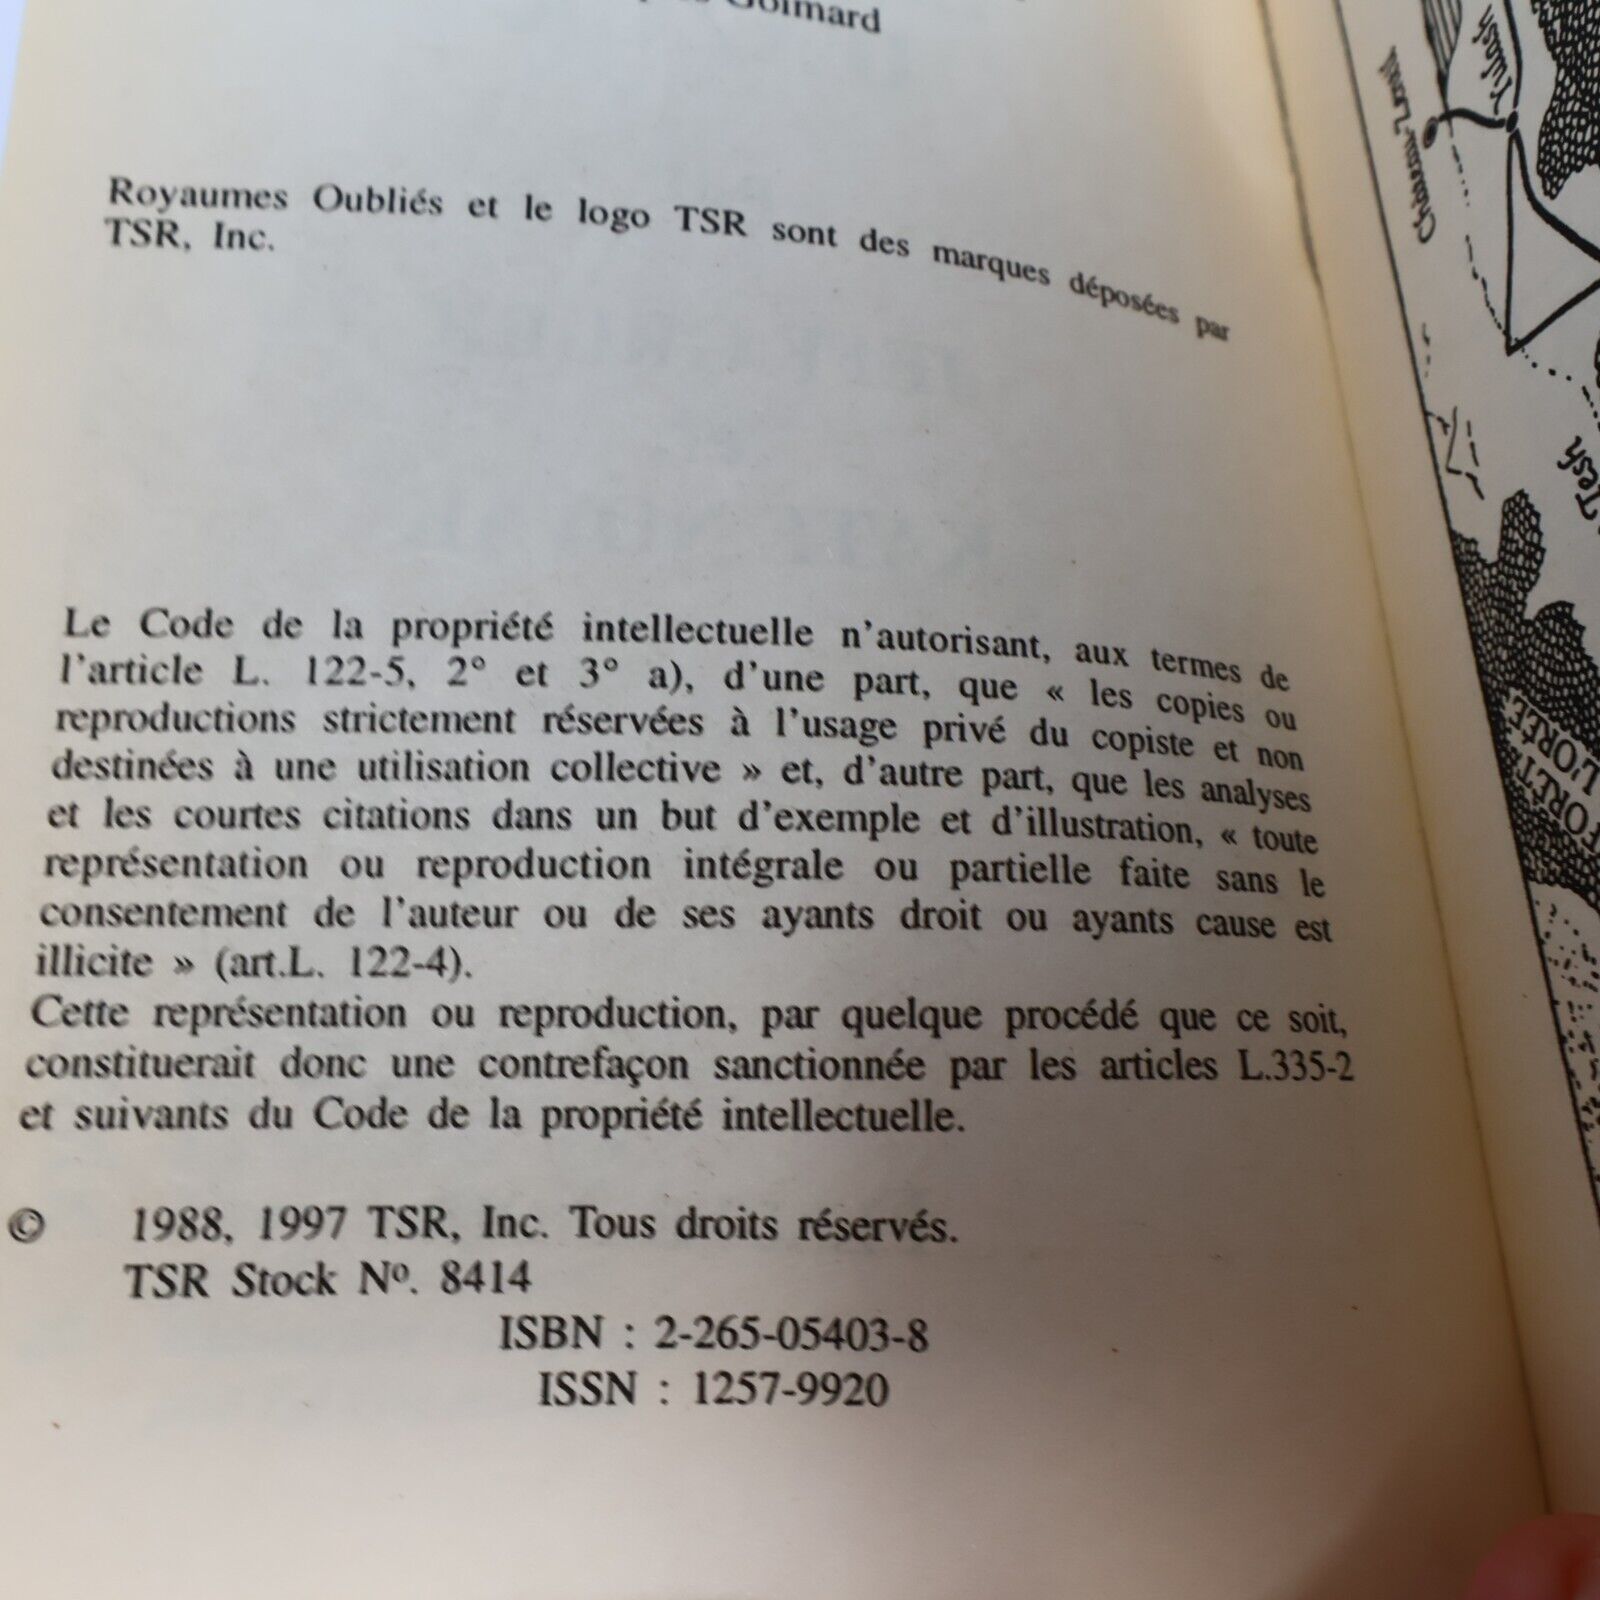 Goimard
Royaumes Oubliés et le logo TSR sont des marques déposées par
TSR, Inc.
Le Code de la propriété intellectuelle n'autorisant, aux termes de
l'article L. 122-5, 2° et 3° a), d'une part, que « les copies ou
reproductions strictement réservées à l'usage privé du copiste et non
destinées à une utilisation collective » et, d'autre part, que les analyses
et les courtes citations dans un but d'exemple et d'illustration, « toute
représentation ou reproduction intégrale ou partielle faite sans le
consentement de l'auteur ou de ses ayants droit ou ayants cause est
illicite » (art.L. 122-4).
Cette représentation ou reproduction, par quelque procédé que ce soit,
constituerait donc une contrefaçon sanctionnée par les articles L.335-2
et suivants du Code de la propriété intellectuelle.
© 1988, 1997 TSR, Inc. Tous droits réservés.
TSR Stock Nº. 8414
ISBN : 2-265-05403-8
ISSN : 1257-9920
Yulash
Tesh
L'ORÉE